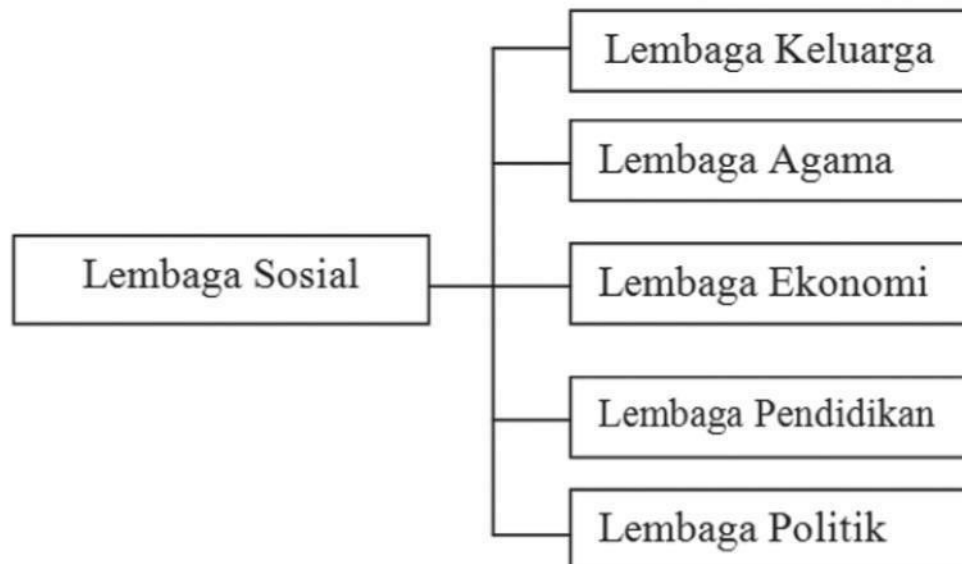 Lembaga Sosial
Lembaga Keluarga
Lembaga Agama
Lembaga Ekonomi
Lembaga Pendidikan
Lembaga Politik